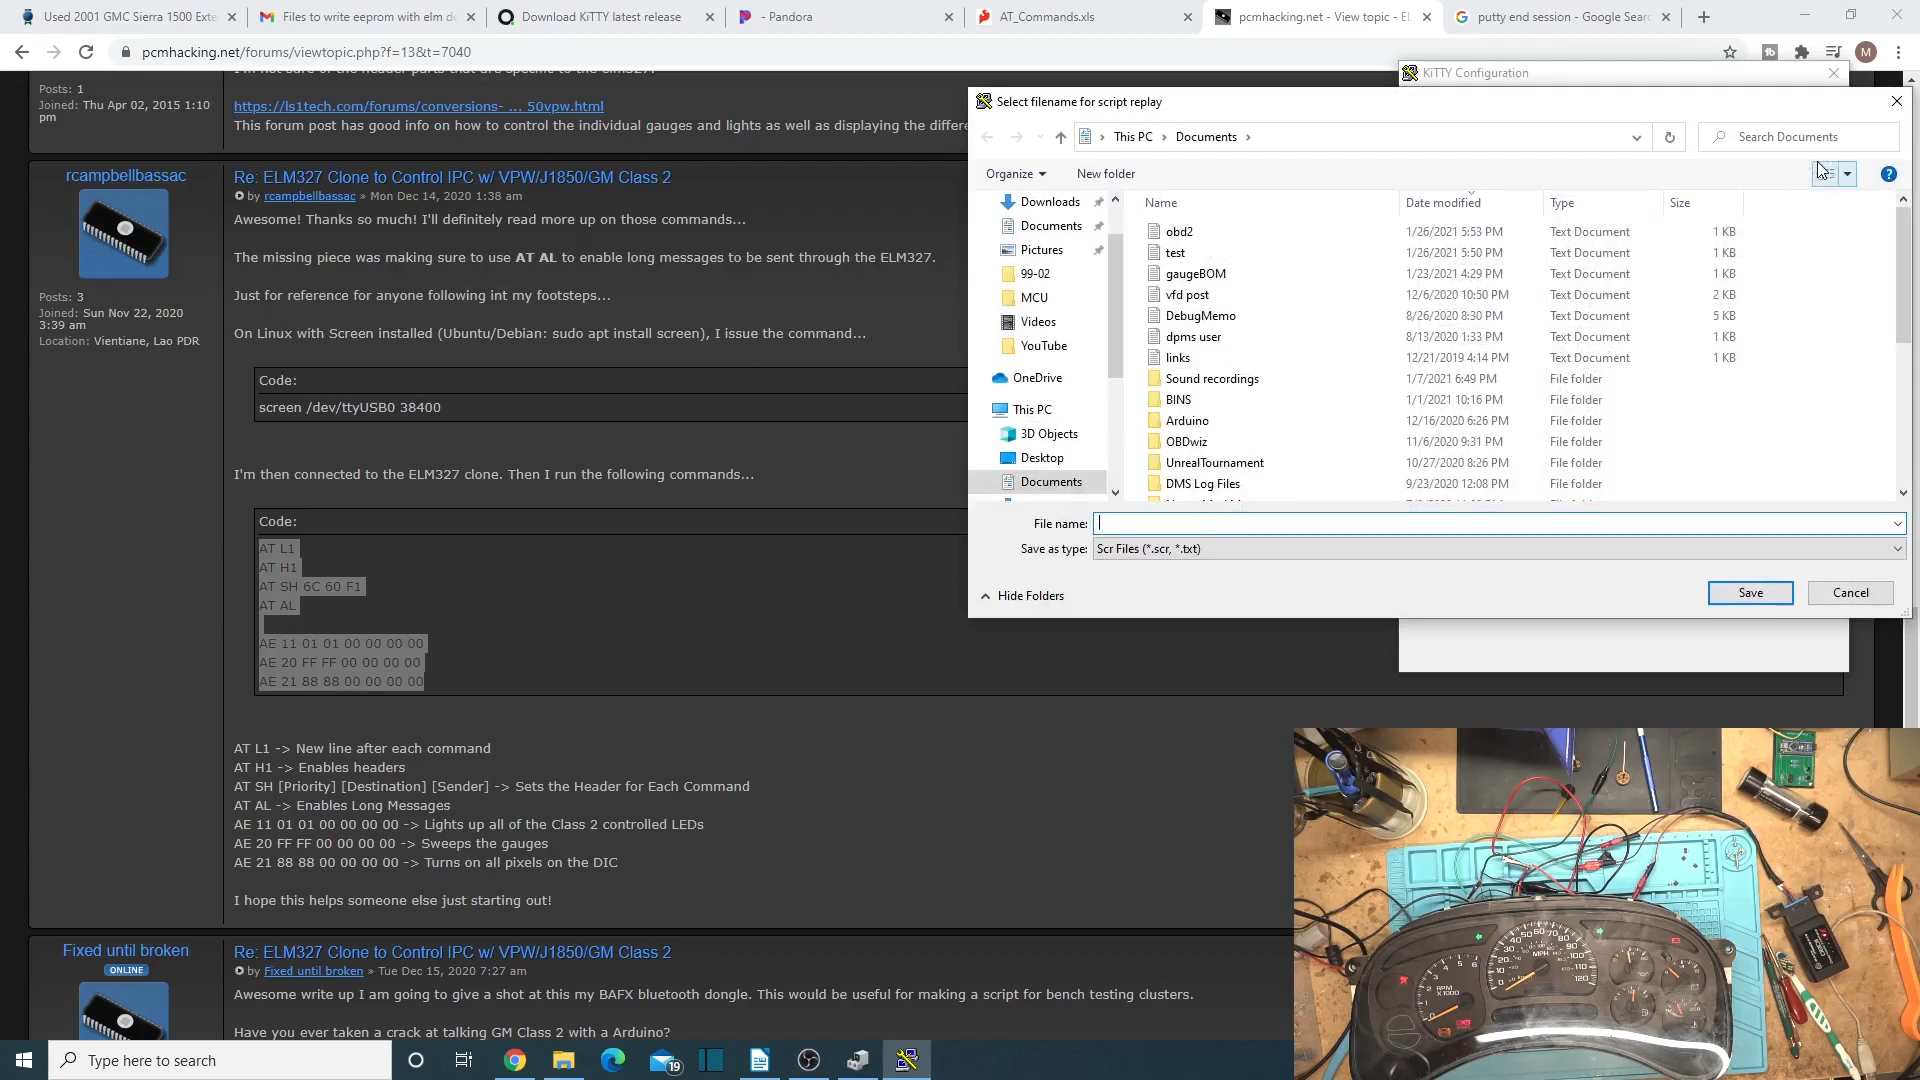 Used 2001 GMC Sierra 1500 Exte
Files to write eeprom with elm de
Download KiTTY latest release
- Pandora
AT_Commands.xls
pcmhacking.net - View topic - EL
putty end session - Google Searc
pcmhacking.net/forums/viewtopic.php?f=13&t=7040
M
Posts: 1
Joined: Thu Apr 02, 2015 1:10
pm
https://ls1tech.com/forums/conversions- ... 50vpw.html
This forum post has good info on how to control the individual gauges and lights as well as displaying the differe
rcampbellbassac
Posts: 3
Joined: Sun Nov 22, 2020
3:39 am
Location: Vientiane, Lao PDR
Re: ELM327 Clone to Control IPC w/ VPW/J1850/GM Class 2
by rcampbellbassac » Mon Dec 14, 2020 1:38 am
Awesome! Thanks so much! I'll definitely read more up on those commands...
The missing piece was making sure to use AT AL to enable long messages to be sent through the ELM327.
Just for reference for anyone following int my footsteps...
On Linux with Screen installed (Ubuntu/Debian: sudo apt install screen), I issue the command...
Code:
screen /dev/ttyUSB0 38400
I'm then connected to the ELM327 clone. Then I run the following commands...
Code:
AT L1
AT H1
AT SH 6C 60 F1
AT AL
AE 11 01 01 00 00 00 00
AE 20 FF FF 00 00 00 00
AE 21 88 88 00 00 00 00
AT L1 -> New line after each command
AT H1 -> Enables headers
AT SH [Priority] [Destination] [Sender] -> Sets the Header for Each Command
AT AL -> Enables Long Messages
AE 11 01 01 00 00 00 00 -> Lights up all of the Class 2 controlled LEDs
AE 20 FF FF 00 00 00 00 -> Sweeps the gauges
AE 21 88 88 00 00 00 00 -> Turns on all pixels on the DIC
I hope this helps someone else just starting out!
Fixed until broken
ONLINE
Re: ELM327 Clone to Control IPC w/ VPW/J1850/GM Class 2
by Fixed until broken » Tue Dec 15, 2020 7:27 am
Awesome write up I am going to give a shot at this my BAFX bluetooth dongle. This would be useful for making a script for bench testing clusters.
Have you ever taken a crack at talking GM Class 2 with a Arduino?
KiTTY Configuration
Select filename for script replay
This PC
Documents
Search Documents
Organize
New folder
Downloads
Documents
Pictures
99-02
MCU
Videos
YouTube
OneDrive
This PC
3D Objects
Desktop
Documents
Name Date modified Type Size
obd2 1/26/2021 5:53 PM Text Document 1 KB
test 1/26/2021 5:50 PM Text Document 1 KB
gaugeBOM 1/23/2021 4:29 PM Text Document 1 KB
vfd post 12/6/2020 10:50 PM Text Document 2 KB
DebugMemo 8/26/2020 8:30 PM Text Document 5 KB
dpms user 8/13/2020 1:33 PM Text Document 1 KB
links 12/21/2019 4:14 PM Text Document 1 KB
Sound recordings 1/7/2021 6:49 PM File folder
BINS 1/1/2021 10:16 PM File folder
Arduino 12/16/2020 6:26 PM File folder
OBDwiz 11/6/2020 9:31 PM File folder
UnrealTournament 10/27/2020 8:26 PM File folder
DMS Log Files 9/23/2020 12:08 PM File folder
File name:
Save as type: Scr Files (*.scr, *.txt)
Hide Folders
Save
Cancel
RPM
X1000
MPH
Type here to search
19